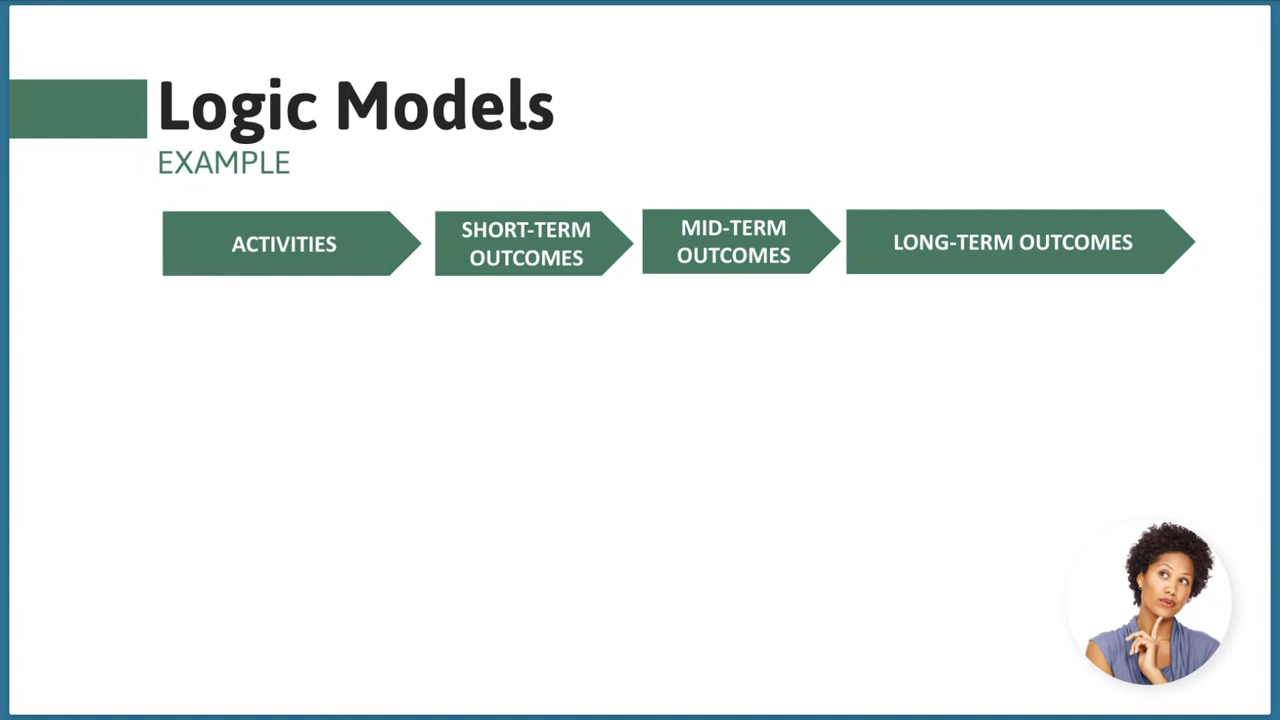 Logic Models
EXAMPLE
ACTIVITIES
SHORT-TERM
OUTCOMES
MID-TERM
OUTCOMES
LONG-TERM OUTCOMES